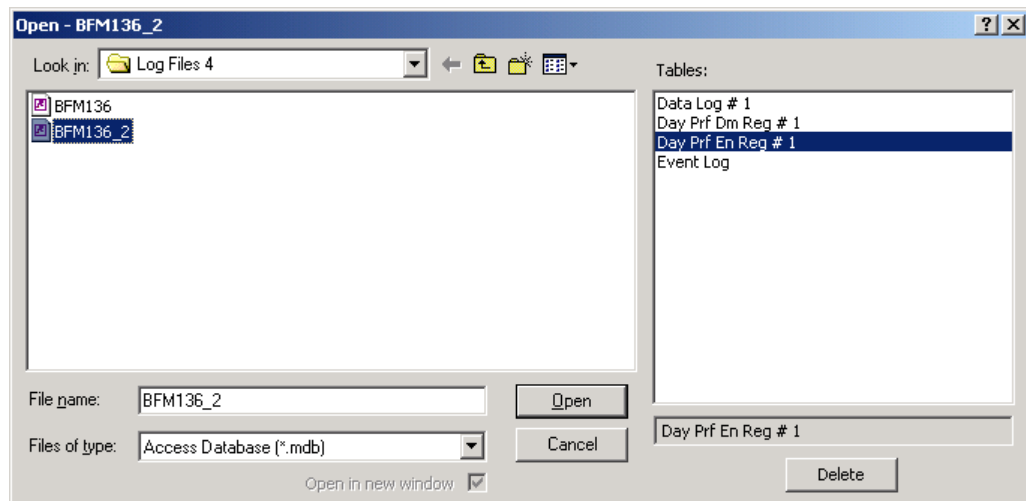 Open - BFM136_2
Look in: Log Files 4
BFM136
BFM136_2
Tables:
Data Log # 1
Day Prf Dm Reg # 1
Day Prf En Reg # 1
Event Log
File name: BFM136_2
Open
Files of type: Access Database (*.mdb)
Cancel
Open in new window
Day Prf En Reg # 1
Delete